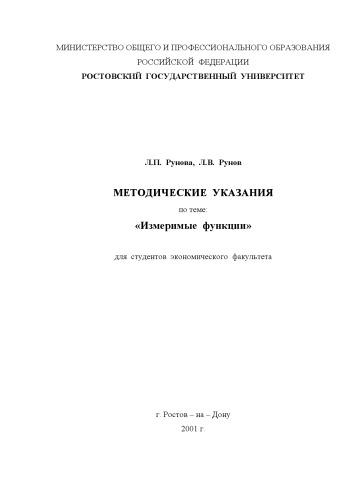 МИНИСТЕРСТВО ОБЩЕГО И ПРОФЕССИОНАЛЬНОГО ОБРАЗОВАНИЯ
РОССИЙСКОЙ ФЕДЕРАЦИИ
РОСТОВСКИЙ ГОСУДАРСТВЕННЫЙ УНИВЕРСИТЕТ
Л.П. Рунова, Л.В. Рунов
МЕТОДИЧЕСКИЕ УКАЗАНИЯ
по теме:
«Измеримые функции»
для студентов экономического факультета
г. Ростов – на – Дону
2001 г.